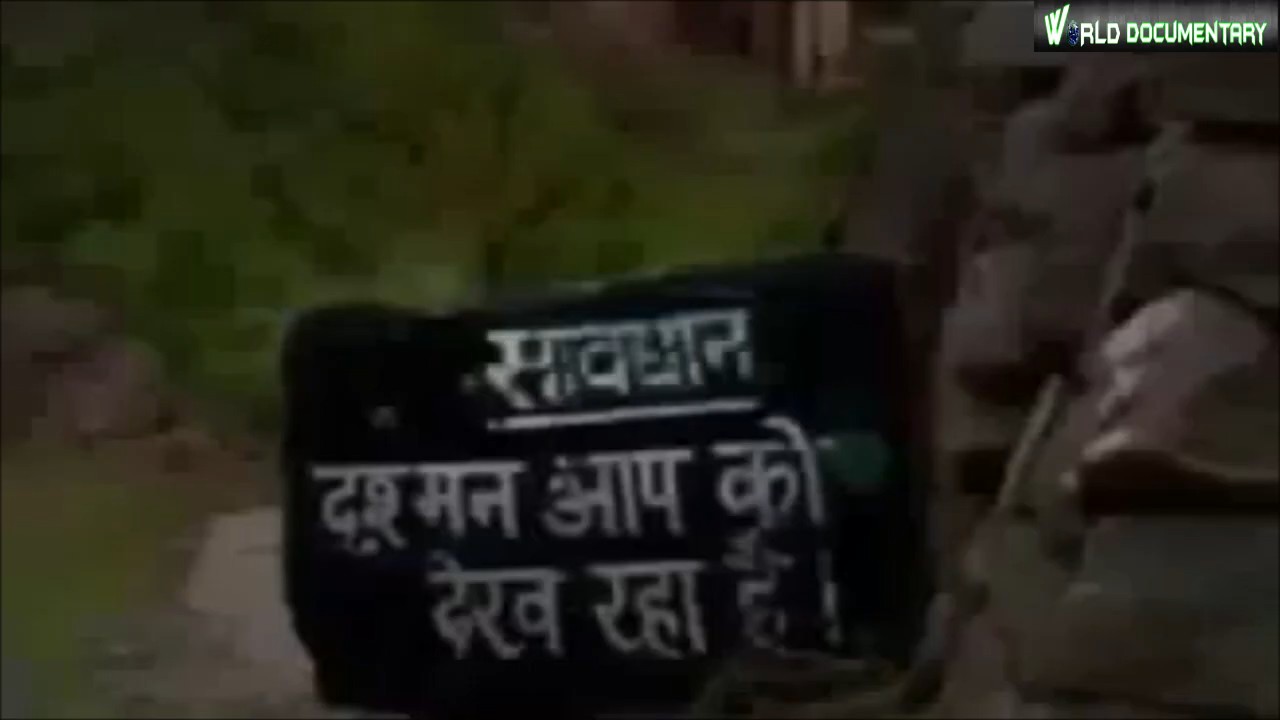 WORLD DOCUMENTARY
सावधान
दुश्मन आप को
देख रहा है।